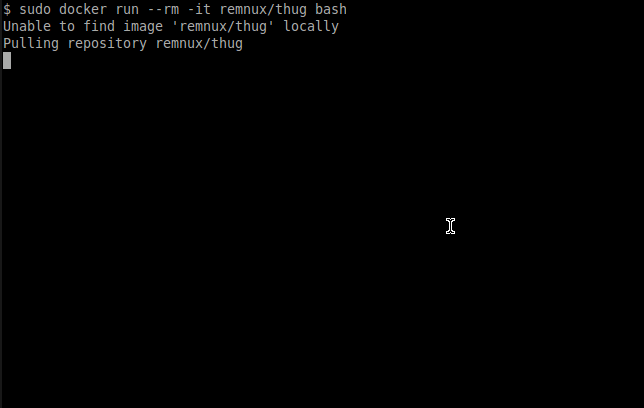 $ sudo docker run --rm -it remnux/thug bash
Unable to find image 'remnux/thug' locally
Pulling repository remnux/thug